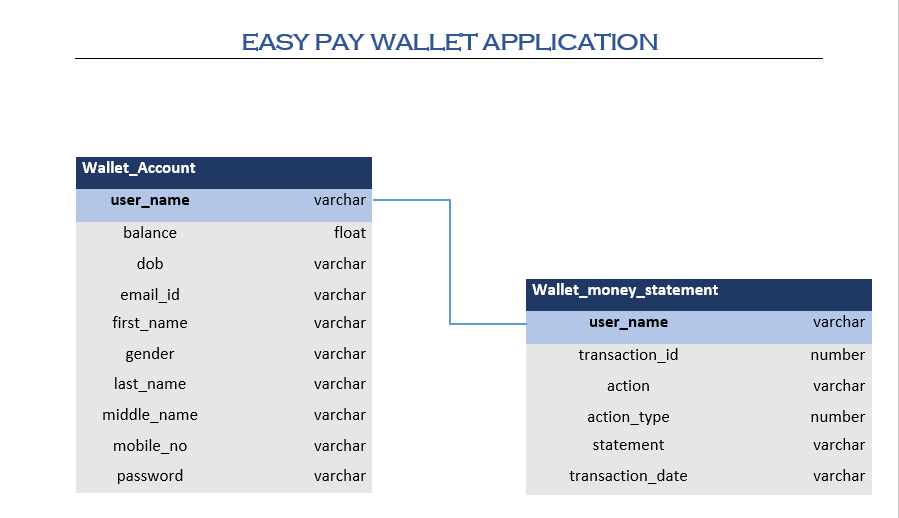 EASY PAY WALLET APPLICATION
Wallet_Account
user_name varchar
balance float
dob varchar
email_id varchar
first_name varchar
gender varchar
last_name varchar
middle_name varchar
mobile_no varchar
password varchar
Wallet_money_statement
user_name varchar
transaction_id number
action varchar
action_type number
statement varchar
transaction_date varchar